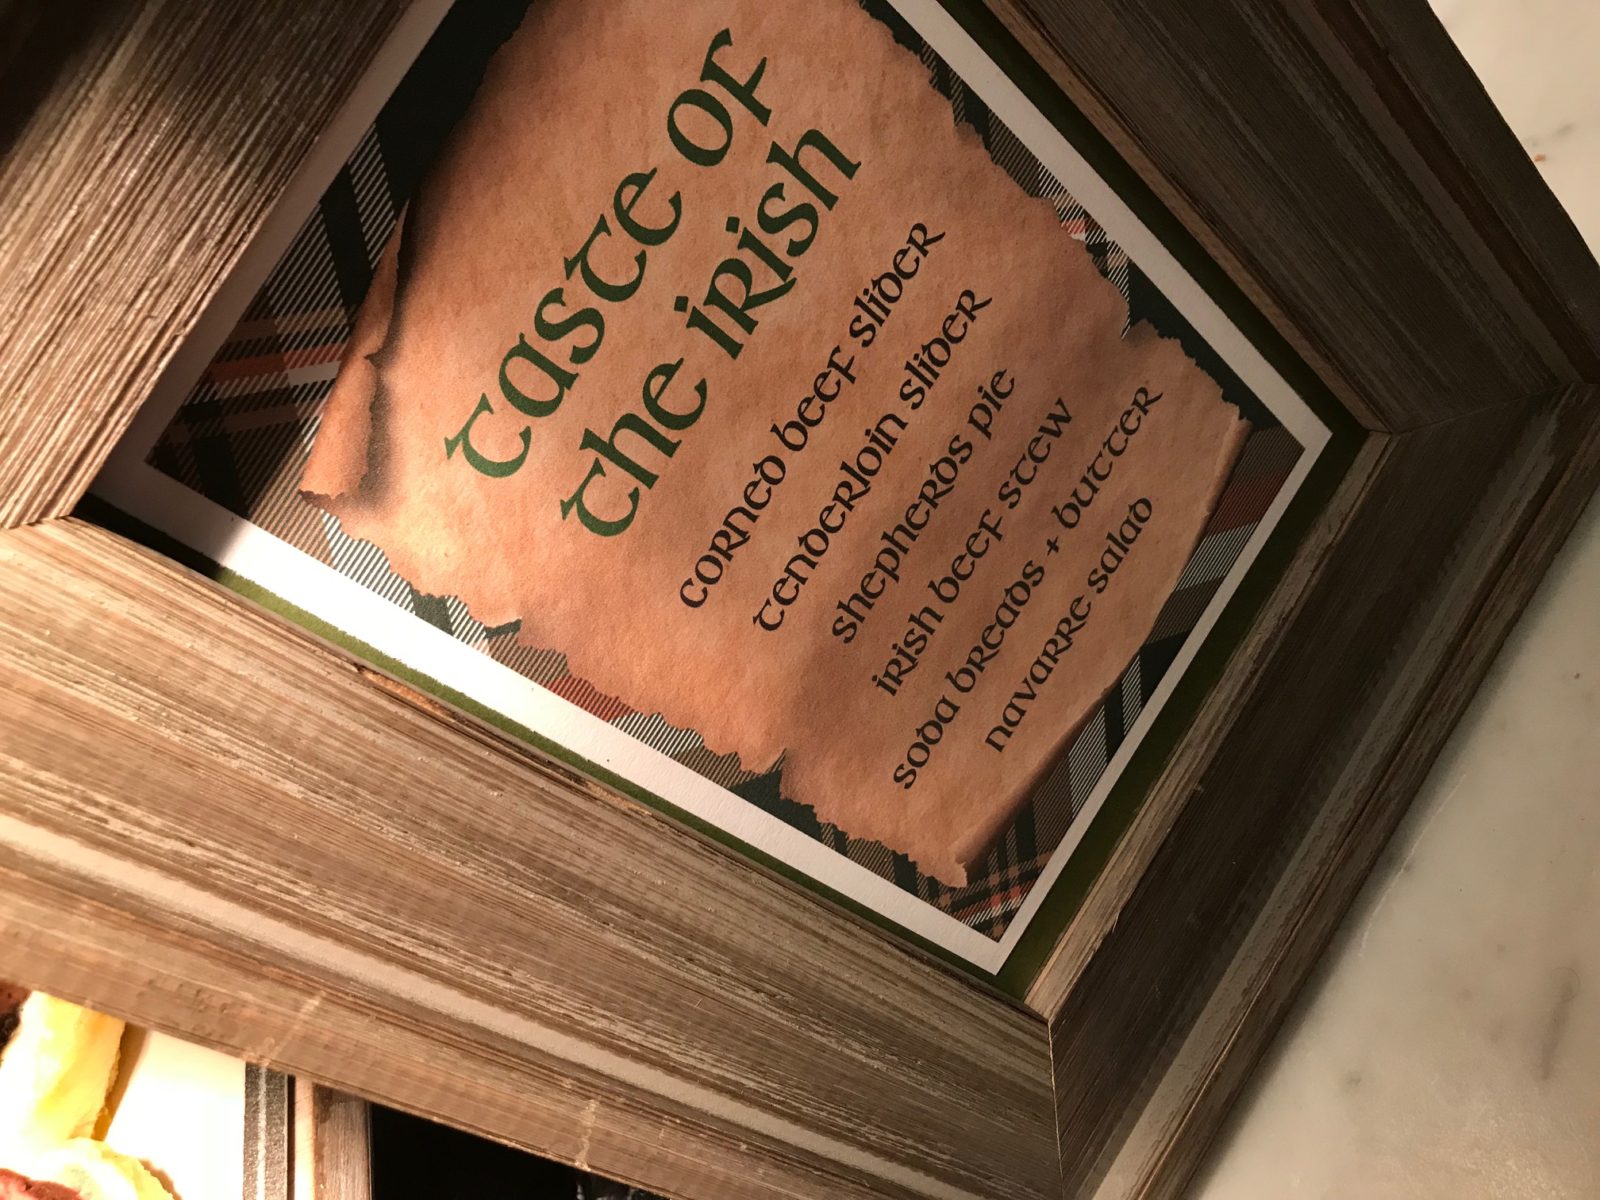 taste of
the irish
corned beef slider
tenderloin slider
shepherds pie
irish beef stew
soda breads + butter
navarre salad